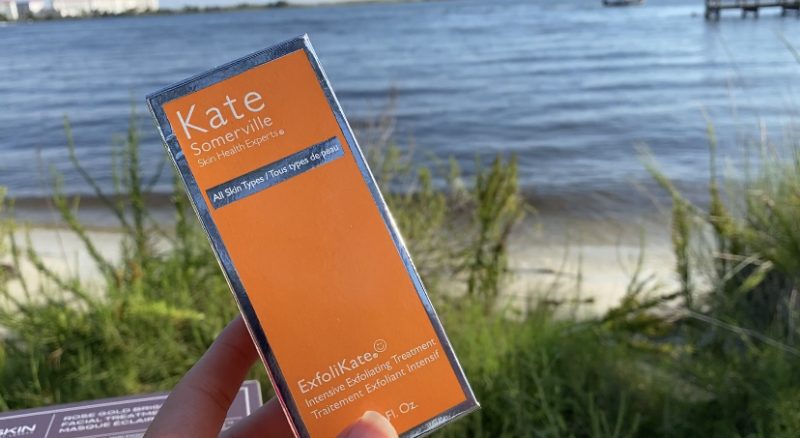 Kate
Somerville
Skin Health Experts®
All Skin Types / Tous types de peau
ExfoliKate®
Intensive Exfoliating Treatment
Traitement Exfoliant Intensif
Fl. Oz
SKIN
ROSE GOLD
FACIAL
MASQUE